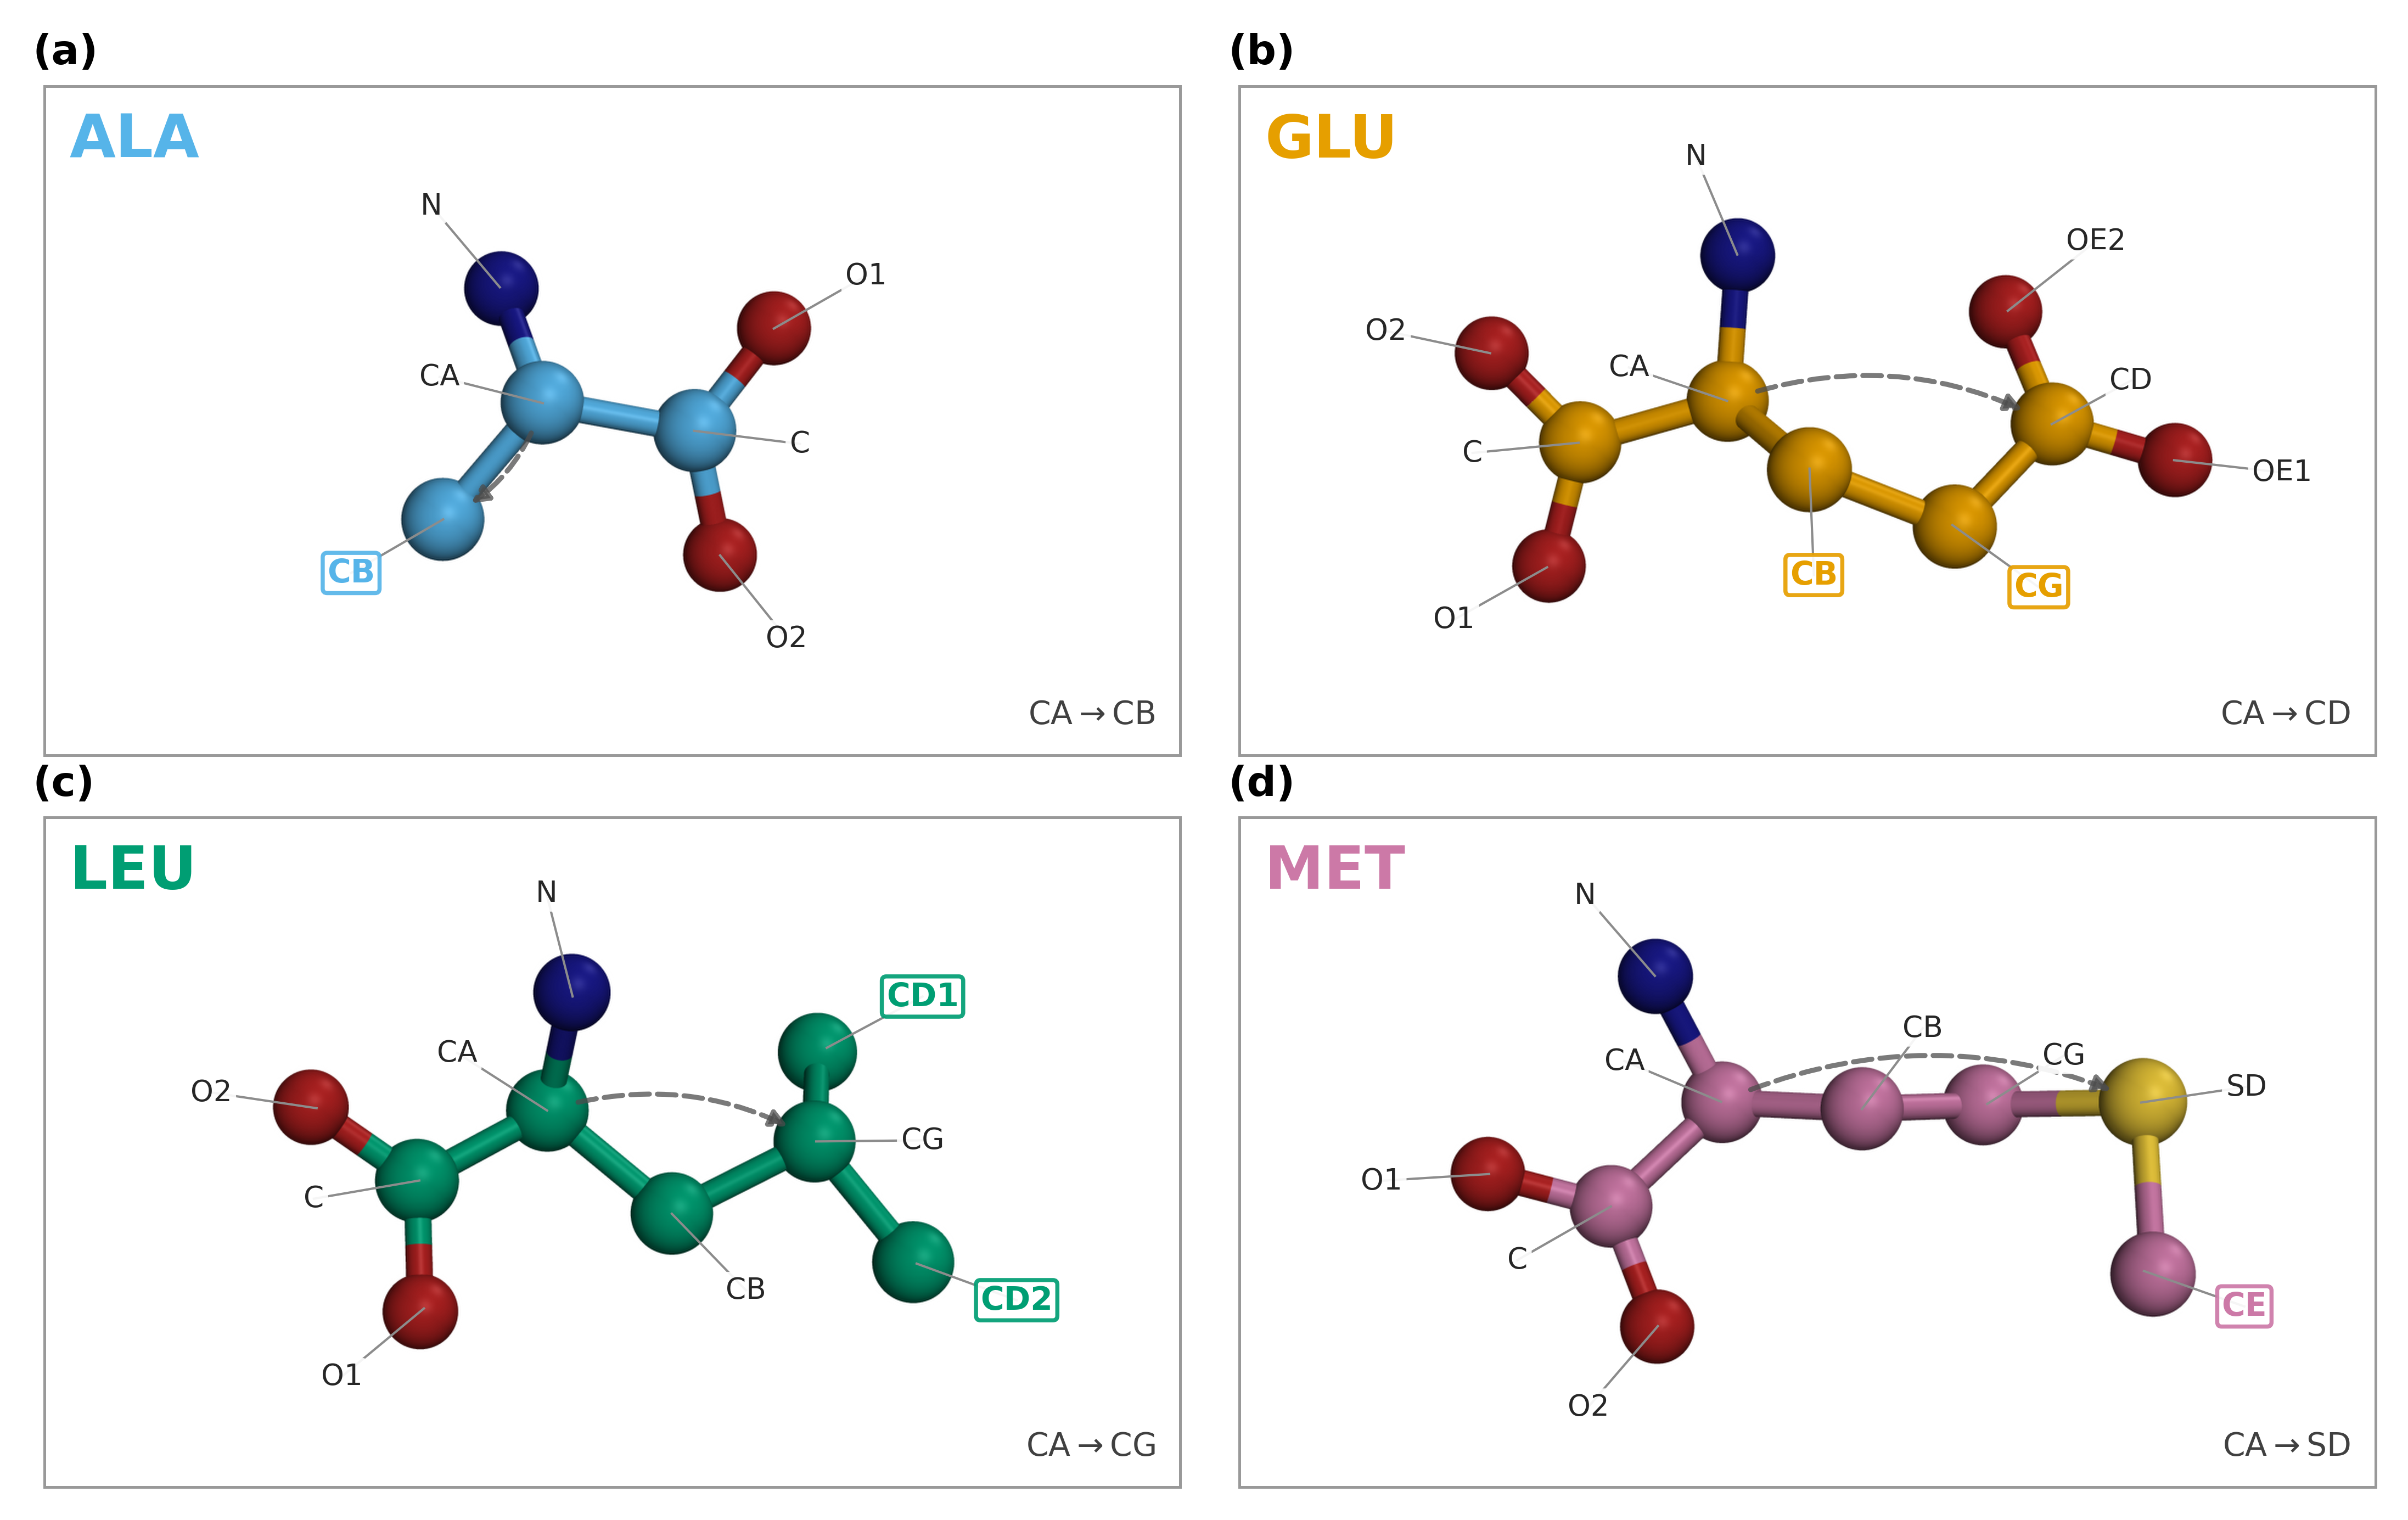 (a)
ALA
N
O1
CA
C
CB
O2
CA→CB
(b)
GLU
N
OE2
O2
CA
CD
C
OE1
CB
CG
O1
CA→CD
(c)
LEU
N
CD1
CA
O2
CG
C
CB
CD2
O1
CA→CG
(d)
MET
N
CB
CG
CA
SD
O1
C
CE
O2
CA→SD